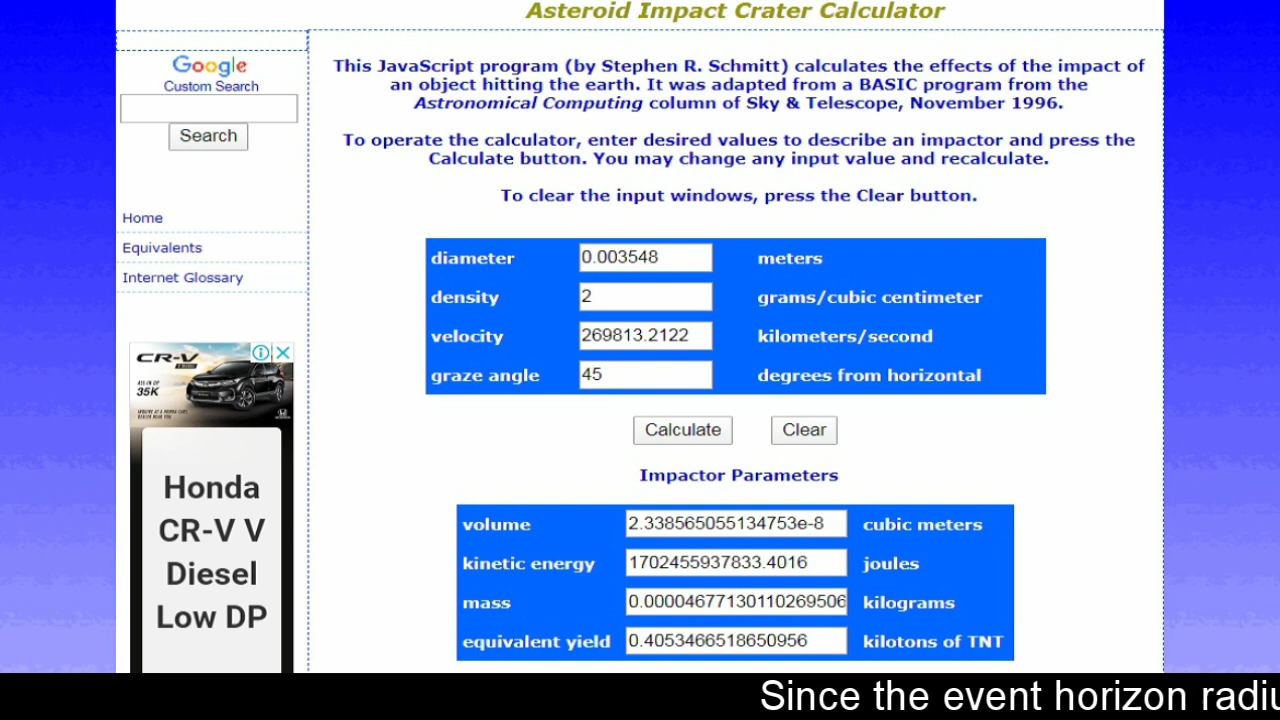 Asteroid Impact Crater Calculator
Google
Custom Search
Search
Home
Equivalents
Internet Glossary
CR-V
ALL-IN OF
35K
Honda
CR-V V
Diesel
Low DP
This JavaScript program (by Stephen R. Schmitt) calculates the effects of the impact of
an object hitting the earth. It was adapted from a BASIC program from the
Astronomical Computing column of Sky & Telescope, November 1996.
To operate the calculator, enter desired values to describe an impactor and press the
Calculate button. You may change any input value and recalculate.
To clear the input windows, press the Clear button.
diameter 0.003548 meters
density 2 grams/cubic centimeter
velocity 269813.2122 kilometers/second
graze angle 45 degrees from horizontal
Calculate Clear
Impactor Parameters
volume 2.338565055134753e-8 cubic meters
kinetic energy 1702455937833.4016 joules
mass 0.00004677130110269506 kilograms
equivalent yield 0.4053466518650956 kilotons of TNT
Since the event horizon radiu